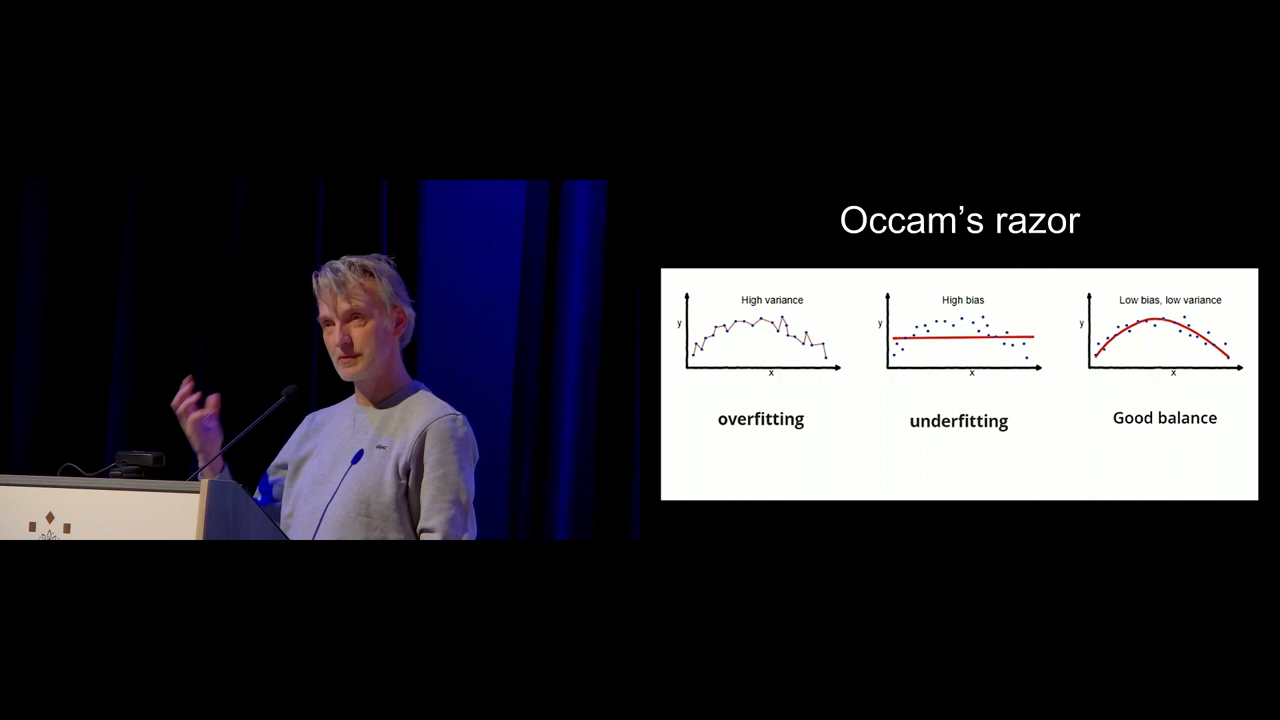 Occam’s razor
High variance
y
x
overfitting
High bias
y
x
underfitting
Low bias, low variance
y
x
Good balance